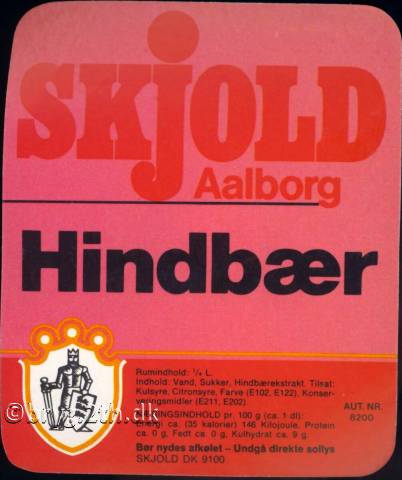 SKJOLD
Aalborg
Hindbær
Rumindhold: 1/4 L.
Indhold: Vand, Sukker, Hindbærekstrakt. Tilsat:
Kulsyre, Citronsyre, Farve (E102, E122), Konser-
veringsmidler (E211, E202).
NÆRINGSINDHOLD pr. 100 g (ca. 1 dl):
Energi ca. (35 kalorier) 146 Kilojoule. Protein
ca. 0 g, Fedt ca. 0 g, Kulhydrat ca. 9 g.
Bør nydes afkølet – Undgå direkte sollys
SKJOLD DK 9100
AUT. NR.
8200